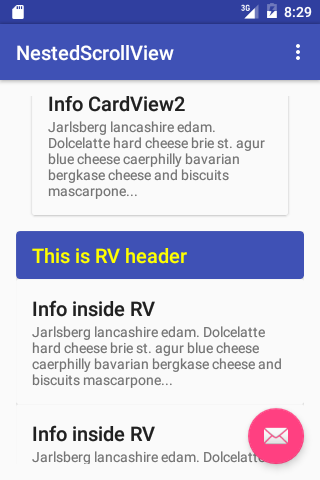 3G
8:29
NestedScrollView
Info CardView2
Jarlsberg lancashire edam.
Dolcelatte hard cheese brie st. agur
blue cheese caerphilly bavarian
bergkase cheese and biscuits
mascarpone...
This is RV header
Info inside RV
Jarlsberg lancashire edam. Dolcelatte
hard cheese brie st. agur blue cheese
caerphilly bavarian bergkase cheese and
biscuits mascarpone...
Info inside RV
Jarlsberg lancashire edam.